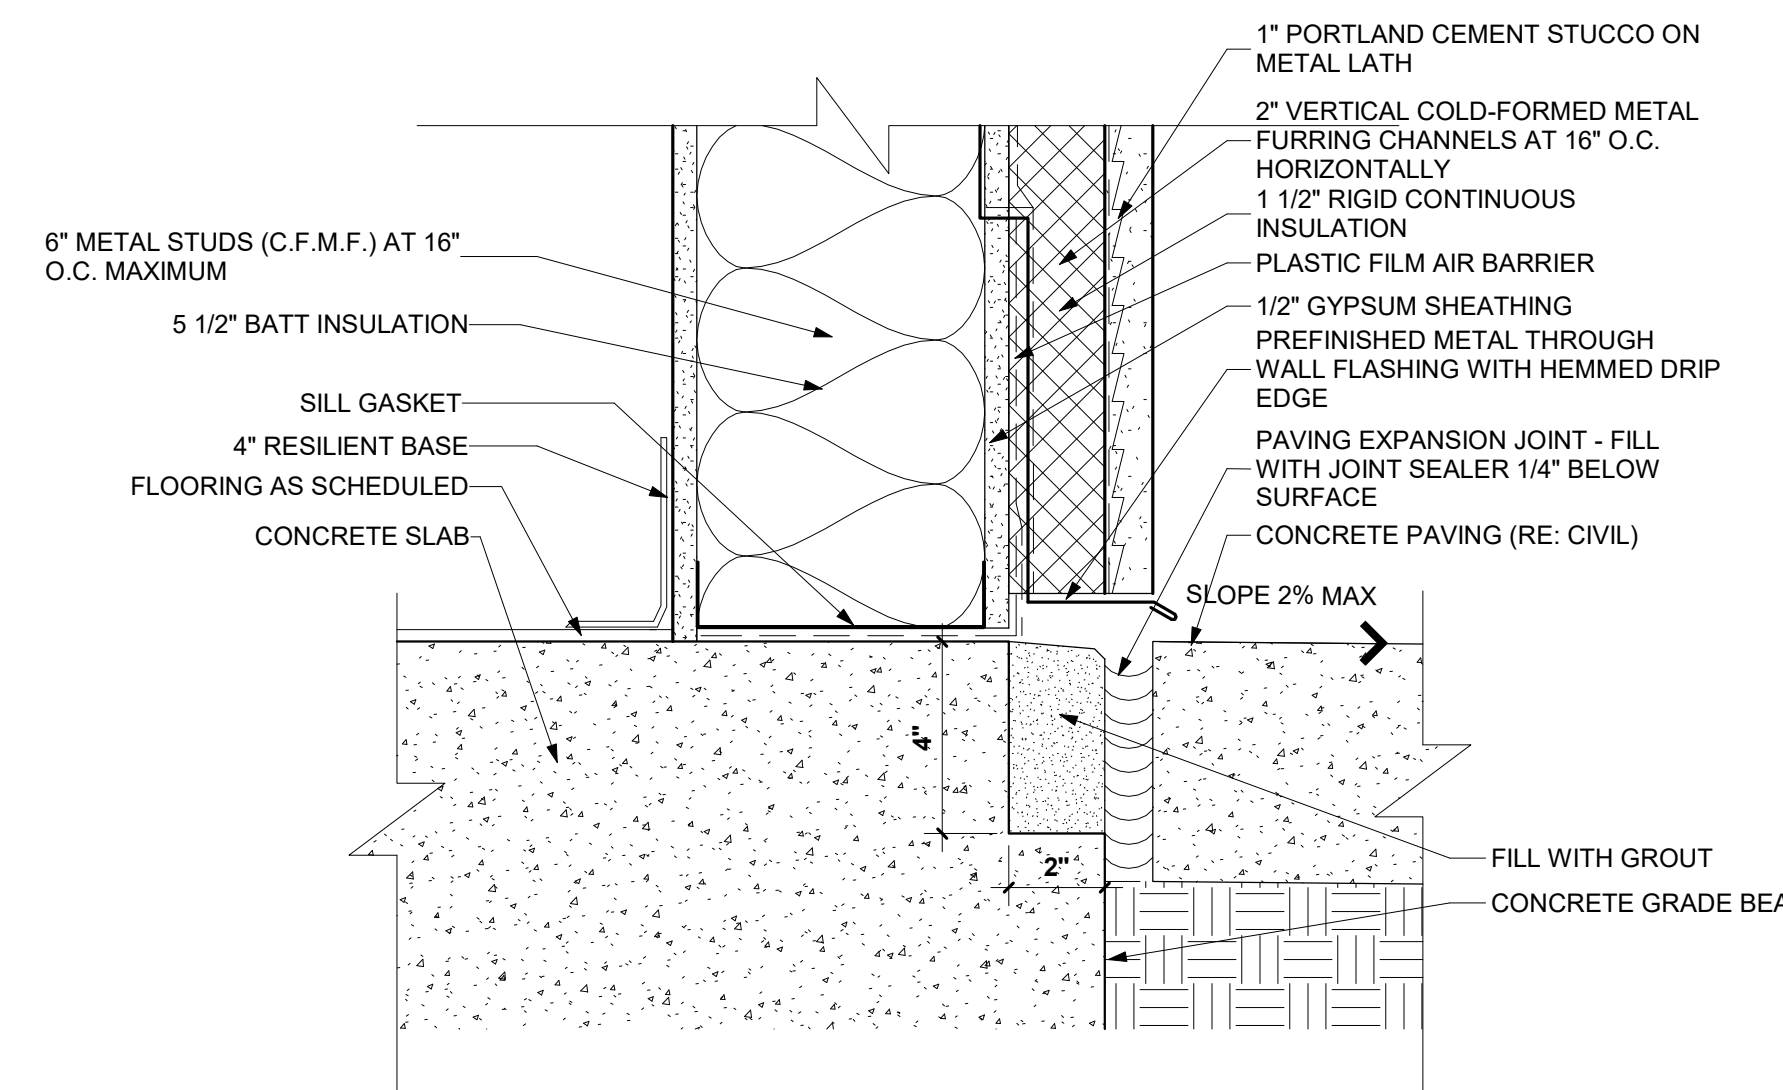 1" PORTLAND CEMENT STUCCO ON
METAL LATH
2" VERTICAL COLD-FORMED METAL
FURRING CHANNELS AT 16" O.C.
HORIZONTALLY
1 1/2" RIGID CONTINUOUS
INSULATION
PLASTIC FILM AIR BARRIER
1/2" GYPSUM SHEATHING
PREFINISHED METAL THROUGH
WALL FLASHING WITH HEMMED DRIP
EDGE
PAVING EXPANSION JOINT - FILL
WITH JOINT SEALER 1/4" BELOW
SURFACE
CONCRETE PAVING (RE: CIVIL)
SLOPE 2% MAX
6" METAL STUDS (C.F.M.F.) AT 16"
O.C. MAXIMUM
5 1/2" BATT INSULATION
SILL GASKET
4" RESILIENT BASE
FLOORING AS SCHEDULED
CONCRETE SLAB
4"
2"
FILL WITH GROUT
CONCRETE GRADE BEA